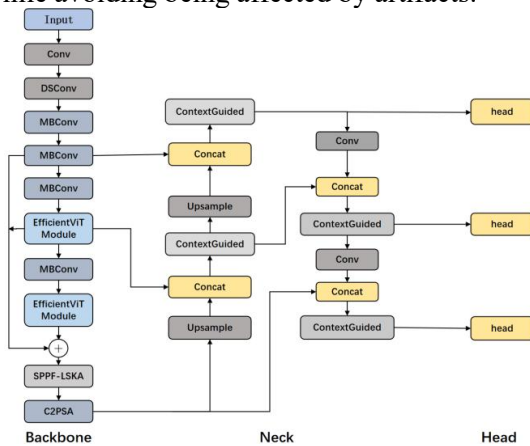 avoiding being affected by artifacts.
Input
Conv
DSConv
MBConv
MBConv
MBConv
EfficientViT
Module
MBConv
EfficientViT
Module
+
SPPF-LSKA
C2PSA
Backbone
ContextGuided
Concat
Upsample
ContextGuided
Concat
Upsample
Conv
Concat
ContextGuided
Conv
Concat
ContextGuided
Neck
head
head
head
Head